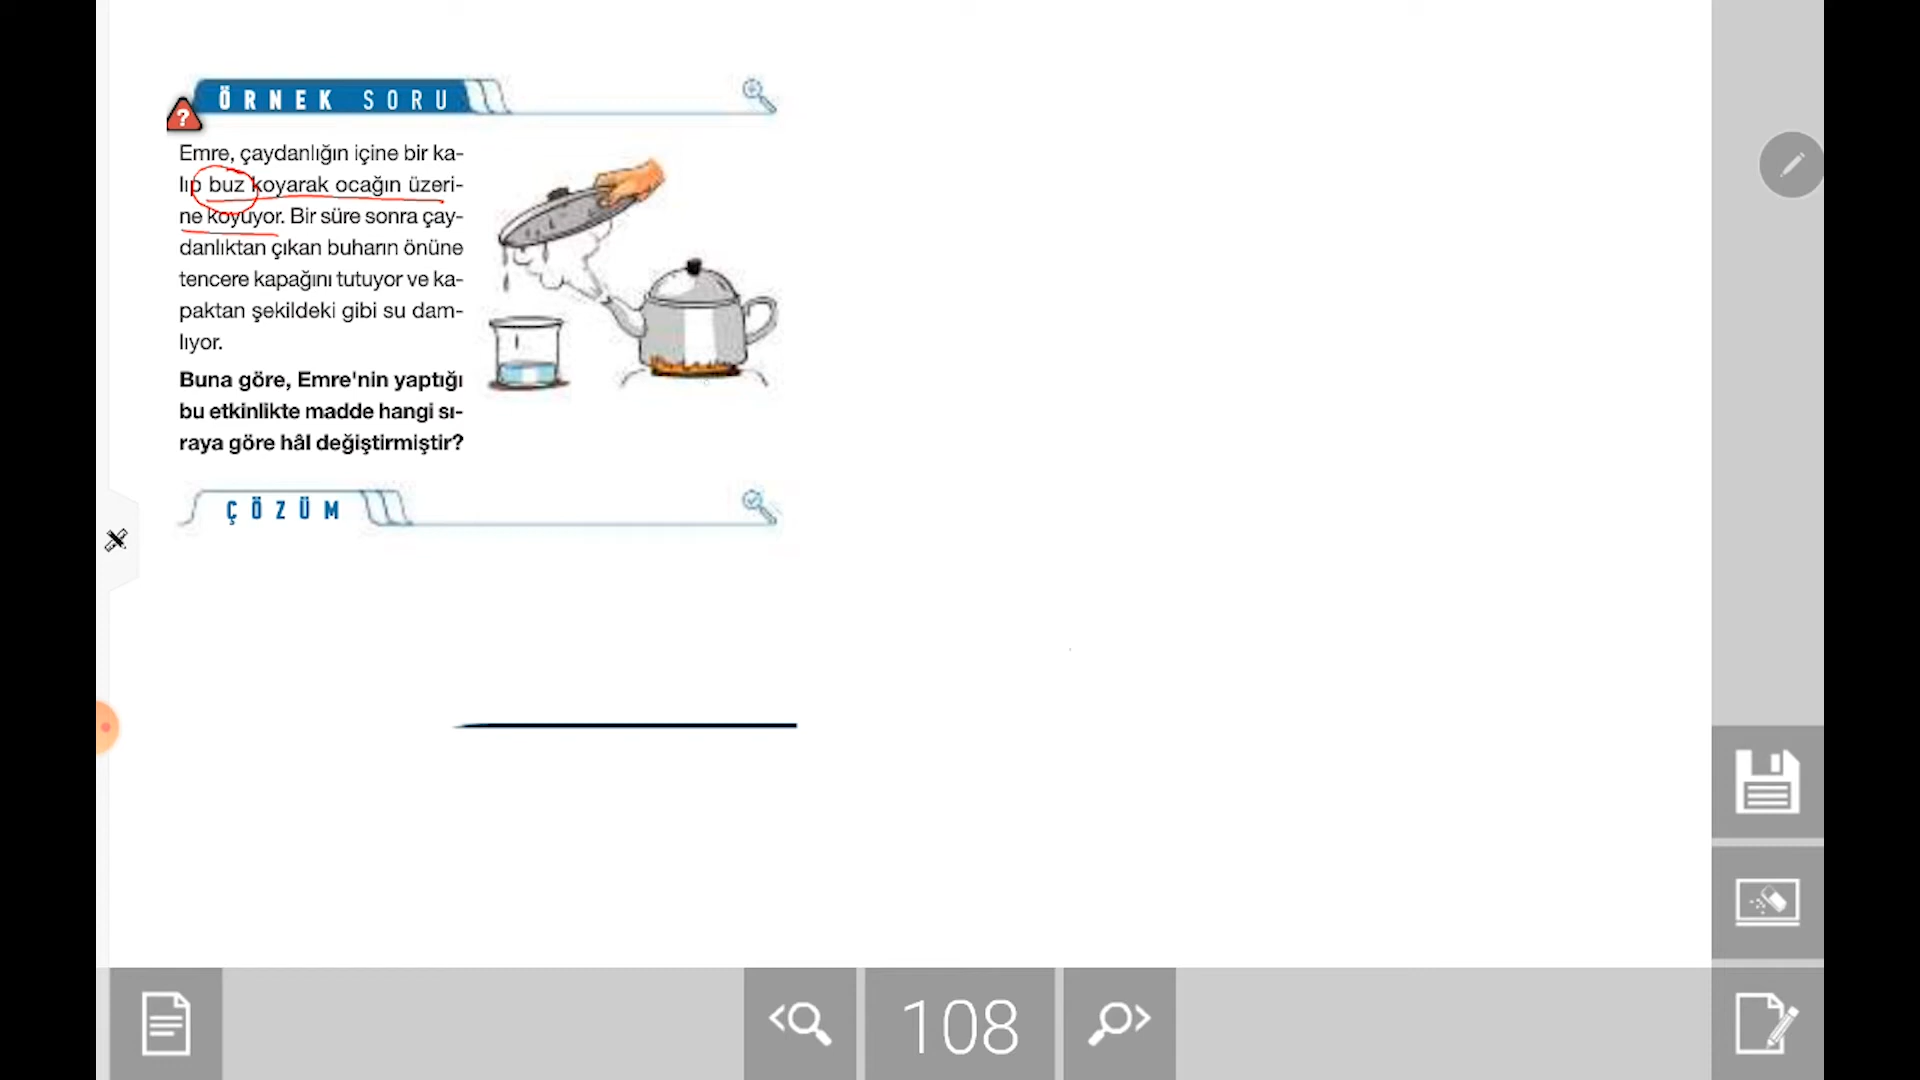 ÖRNEK SORU
?
Emre, çaydanlığın içine bir ka-
lıp buz koyarak ocağın üzeri-
ne koyuyor. Bir süre sonra çay-
danlıktan çıkan buharın önüne
tencere kapağını tutuyor ve ka-
paktan şekildeki gibi su dam-
lıyor.
Buna göre, Emre'nin yaptığı
bu etkinlikte madde hangi sı-
raya göre hâl değiştirmiştir?
ÇÖZÜM
108